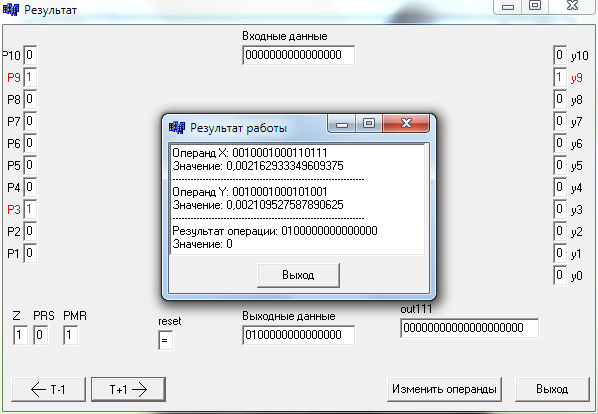 Результат
Входные данные
0000000000000000
P10 0
P9 1
P8 0
P7 0
P6 0
P5 0
P4 0
P3 1
P2 0
P1 0
0 y10
1 y9
0 y8
0 y7
0 y6
0 y5
0 y4
0 y3
0 y2
0 y1
0 y0
Результат работы
Операнд X: 0010001000110111
Значение: 0,002162933349609375
Операнд Y: 0010001000101001
Значение: 0,002109527587890625
Результат операции: 0100000000000000
Значение: 0
Выход
Z PRS PMR
1 0 1
reset
=
Выходные данные
0100000000000000
out111
00000000000000000000
T-1
T+1
Изменить операнды
Выход